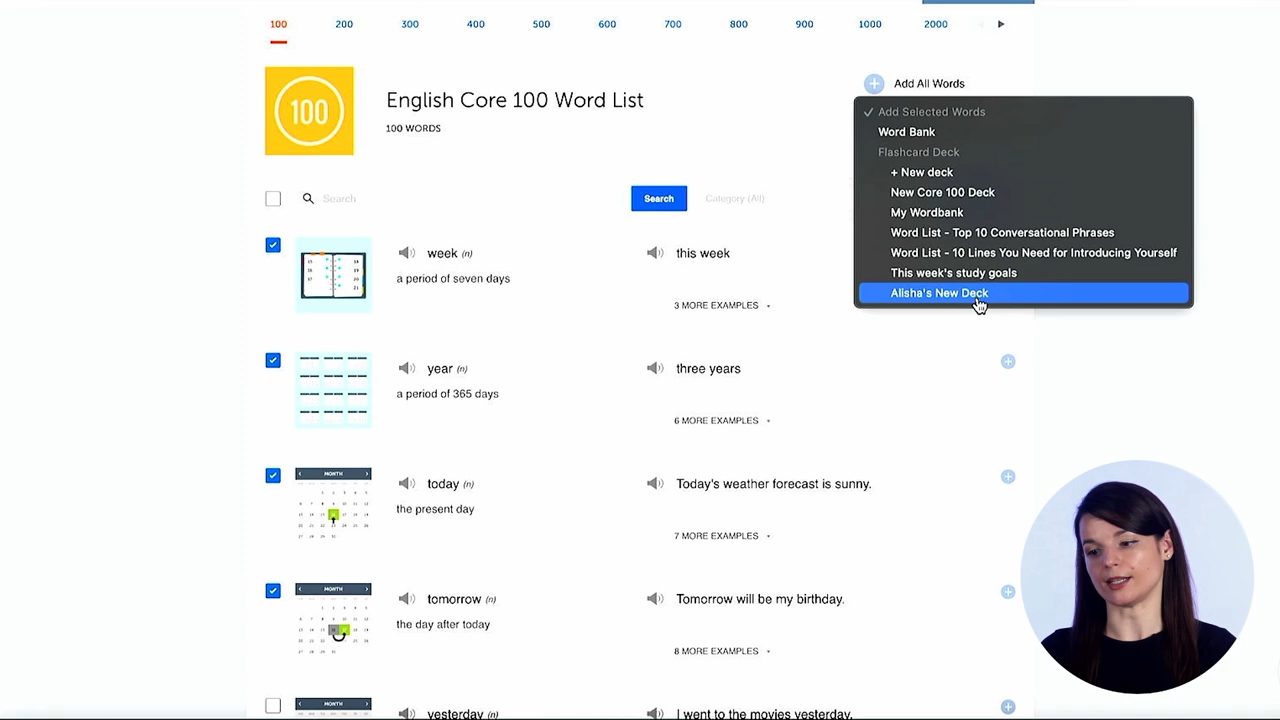 100 200 300 400 500 600 700 800 900 1000 2000
100
English Core 100 Word List
100 WORDS
Add All Words
Add Selected Words
Word Bank
Flashcard Deck
+ New deck
New Core 100 Deck
My Wordbank
Word List - Top 10 Conversational Phrases
Word List - 10 Lines You Need for Introducing Yourself
This week's study goals
Alisha's New Deck
Search
Search
Category (All)
week (n)
a period of seven days
this week
3 MORE EXAMPLES
year (n)
a period of 365 days
three years
6 MORE EXAMPLES
MONTH
today (n)
the present day
Today's weather forecast is sunny.
7 MORE EXAMPLES
MONTH
tomorrow (n)
the day after today
Tomorrow will be my birthday.
8 MORE EXAMPLES
MONTH
yesterday (n)
I went to the movies yesterday.